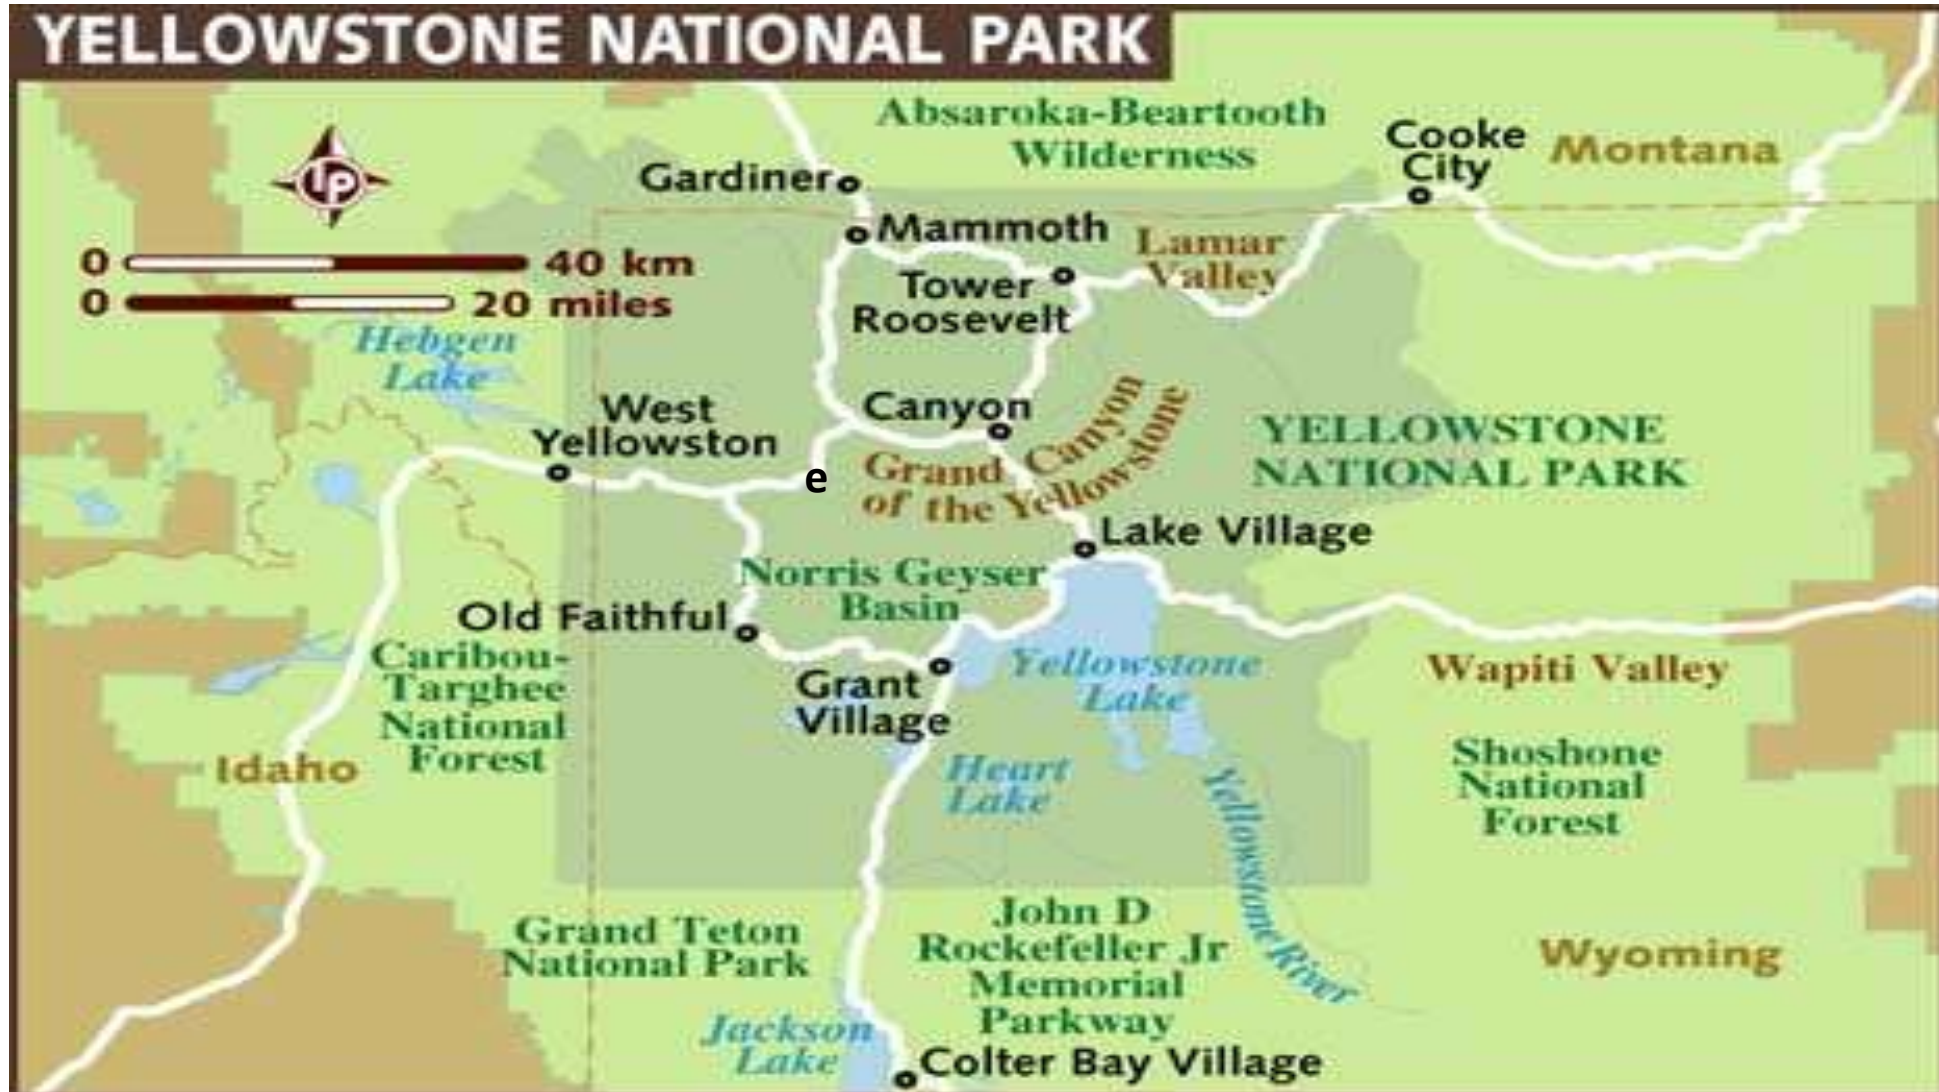 YELLOWSTONE NATIONAL PARK
Absaroka-Beartooth
Wilderness
Cooke
City
Montana
Gardiner
LP
Mammoth
Lamar
Valley
0 40 km
0 20 miles
Tower
Roosevelt
Hebgen
Lake
West
Yellowston
e
Canyon
Grand Canyon
of the Yellowstone
YELLOWSTONE
NATIONAL PARK
Lake Village
Norris Geyser
Basin
Old Faithful
Caribou-
Targhee
National
Forest
Grant
Village
Yellowstone
Lake
Wapiti Valley
Idaho
Heart
Lake
Yellowstone River
Shoshone
National
Forest
Grand Teton
National Park
John D
Rockefeller Jr
Memorial
Parkway
Wyoming
Jackson
Lake
Colter Bay Village